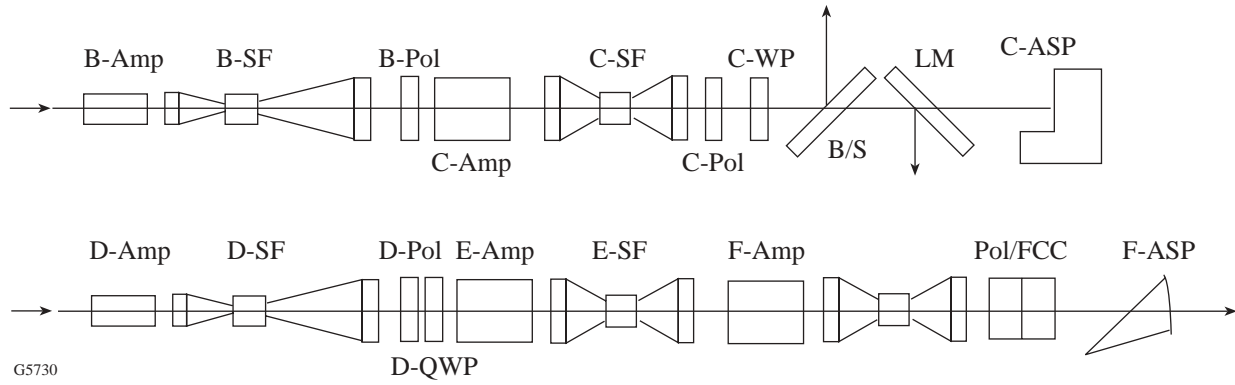 B-Amp B-SF B-Pol C-SF C-WP LM C-ASP
C-Amp C-Pol B/S
D-Amp D-SF D-Pol E-Amp E-SF F-Amp Pol/FCC F-ASP
D-QWP
G5730